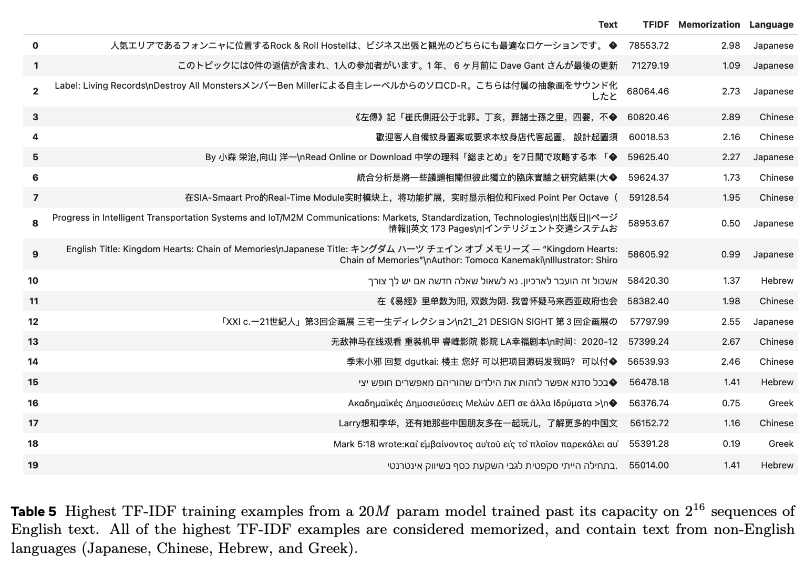 Text TFIDF Memorization Language
0 人気エリアであるフォンニャに位置するRock & Roll Hostelは、ビジネス出張と観光のどちらにも最適なロケーションです。 � 78553.72 2.98 Japanese
1 このトピックには0件の返信が含まれ、1人の参加者がいます。1 年、 6 ヶ月前に Dave Gant さんが最後の更新 71279.19 1.09 Japanese
2 Label: Living Records\nDestroy All MonstersメンバーBen Millerによる自主レーベルからのソロCD-R。こちらは付属の抽象画をサウンド化 68064.46 2.73 Japanese
したと
3 《左傳》記「崔氏側莊公于北郭。丁亥，葬諸士孫之里，四翣，不� 60820.46 2.89 Chinese
4 歡迎客人自備紋身圖案或要求本紋身店代客起圖， 設計起圖須 60018.53 2.16 Chinese
5 By 小森 栄治,向山 洋一\nRead Online or Download 中学の理科「総まとめ」を7日間で攻略する本 「� 59625.40 2.27 Japanese
6 統合分析是將一些議題相關但彼此獨立的臨床實驗之研究結果(大� 59624.37 1.73 Chinese
7 在SIA-Smaart Pro的Real-Time Module实时模块上，将功能扩展，实时显示相位和Fixed Point Per Octave（ 59128.54 1.95 Chinese
8 Progress in Intelligent Transportation Systems and IoT/M2M Communications: Markets, Standardization, Technologies\n|出版日||ページ 58953.67 0.50 Japanese
情報||英文 173 Pages\n|インテリジェント交通システムお
9 English Title: Kingdom Hearts: Chain of Memories\nJapanese Title: キングダム ハーツ チェイン オブ メモリーズ — "Kingdom Hearts: 58605.92 0.99 Japanese
Chain of Memories"\nAuthor: Tomoco Kanemaki\nIllustrator: Shiro
10 אשכול זה הועבר לארכיון. נא לשאול שאלה חדשה אם יש לך צורך 58420.30 1.37 Hebrew
11 在《易經》里单数为阳, 双数为阴. 我曾怀疑马来西亚政府也会 58382.40 1.98 Chinese
12 「XXI c.ー21世紀人」第3回企画展 三宅一生ディレクション\n21_21 DESIGN SIGHT 第 3 回企画展の 57797.99 2.55 Japanese
13 无敌神马在线观看 重装机甲 睿峰影院 影院 LA幸福剧本\n时间：2020-12 57399.24 2.67 Chinese
14 季末小邪 回复 dgutkai: 楼主 您好 可以把项目源码发我吗？ 可以付� 56539.93 2.46 Chinese
15 �בכל סדנא אפשר לזהות את הילדים שהוריהם מאפשרים חופש יצי 56478.18 1.41 Hebrew
16 Ακαδημαϊκές Δημοσιεύσεις Μελών ΔΕΠ σε άλλα Ιδρύματα >\n� 56376.74 0.75 Greek
17 Larry想和李华，还有她那些中国朋友多在一起玩儿，了解更多的中国文 56152.72 1.16 Chinese
18 Mark 5:18 wrote:καὶ ἐμβαίνοντος αὐτοῦ εἰς τὸ πλοῖον παρεκάλει αὐ 55391.28 0.19 Greek
19 בתחילה הייתי סקפטית לגבי השקעת כסף בשיווק אינטרנטי. 55014.00 1.41 Hebrew
Table 5 Highest TF-IDF training examples from a 20M param model trained past its capacity on 2¹⁶ sequences of
English text. All of the highest TF-IDF examples are considered memorized, and contain text from non-English
languages (Japanese, Chinese, Hebrew, and Greek).